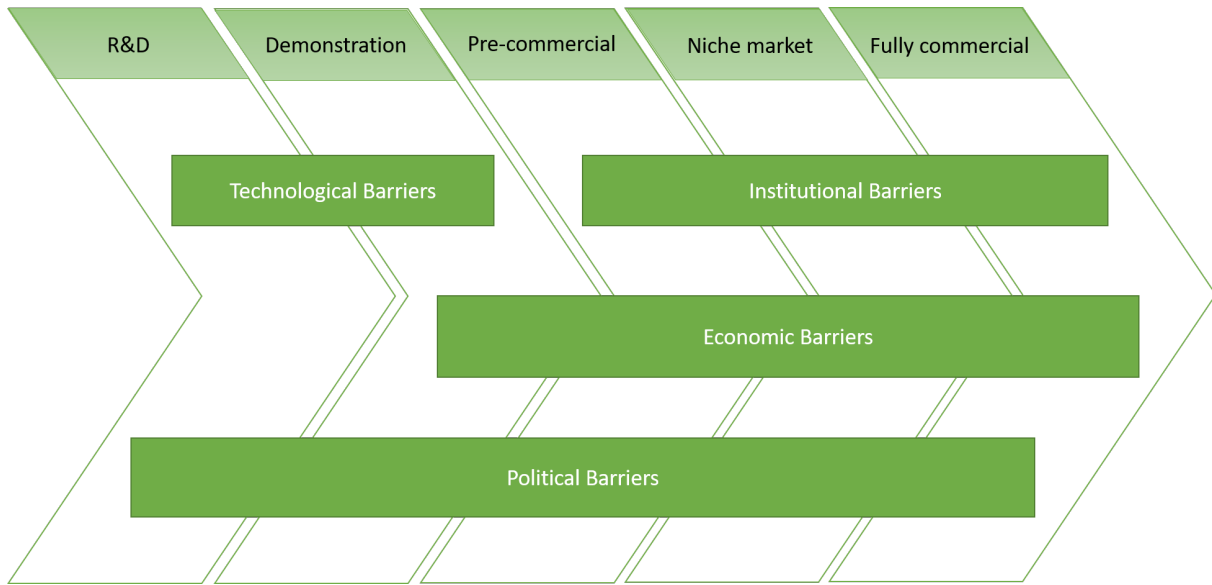 R&D
Demonstration
Pre-commercial
Niche market
Fully commercial
Technological Barriers
Institutional Barriers
Economic Barriers
Political Barriers